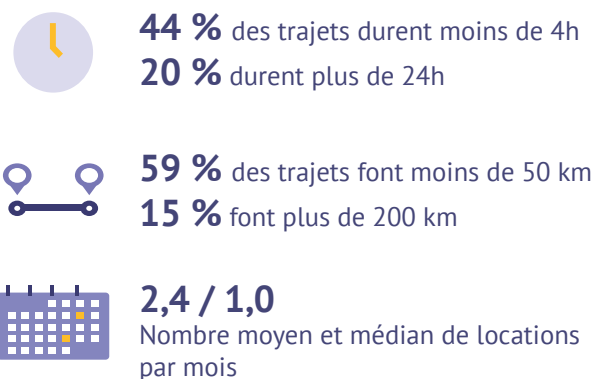 44 % des trajets durent moins de 4h
20 % durent plus de 24h
59 % des trajets font moins de 50 km
15 % font plus de 200 km
2,4 / 1,0
Nombre moyen et médian de locations
par mois